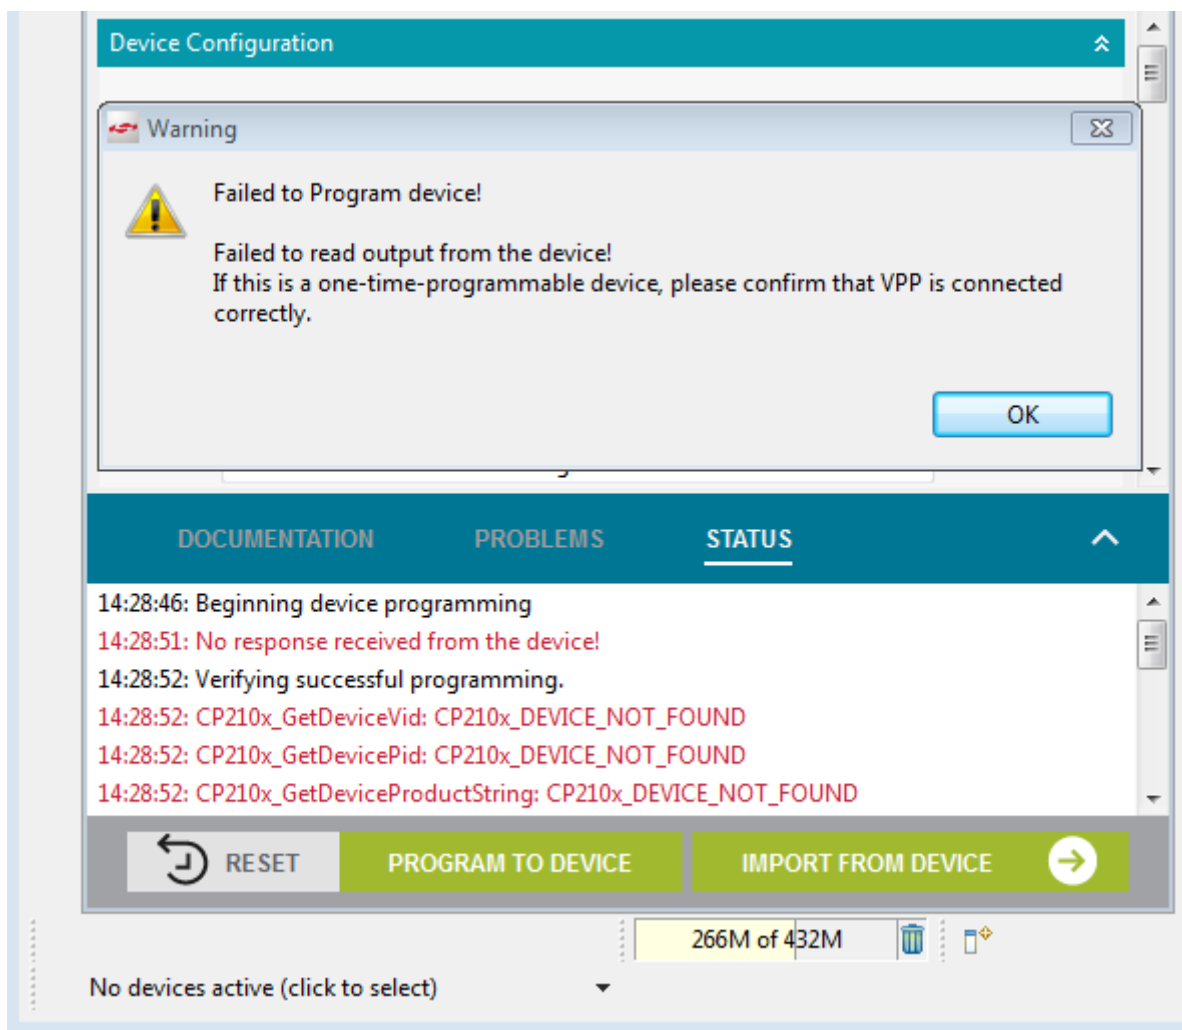 Device Configuration
Warning
Failed to Program device!
Failed to read output from the device!
If this is a one-time-programmable device, please confirm that VPP is connected
correctly.
OK
DOCUMENTATION PROBLEMS STATUS
14:28:46: Beginning device programming
14:28:51: No response received from the device!
14:28:52: Verifying successful programming.
14:28:52: CP210x_GetDeviceVid: CP210x_DEVICE_NOT_FOUND
14:28:52: CP210x_GetDevicePid: CP210x_DEVICE_NOT_FOUND
14:28:52: CP210x_GetDeviceProductString: CP210x_DEVICE_NOT_FOUND
RESET PROGRAM TO DEVICE IMPORT FROM DEVICE
266M of 432M
No devices active (click to select)